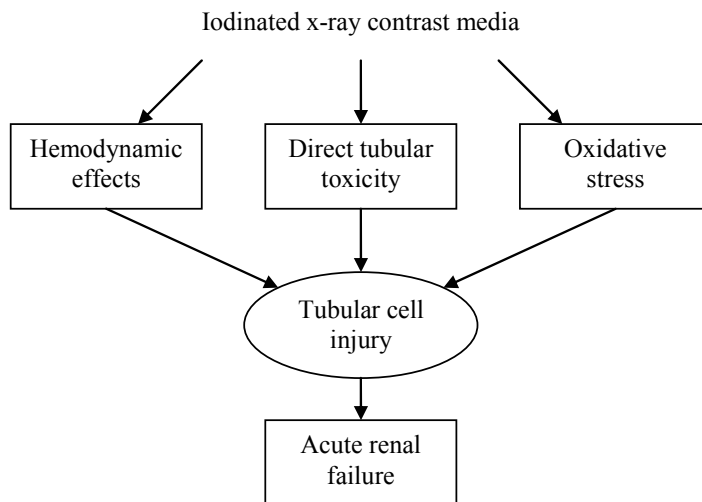 Iodinated x-ray contrast media
Hemodynamic
effects
Direct tubular
toxicity
Oxidative
stress
Tubular cell
injury
Acute renal
failure